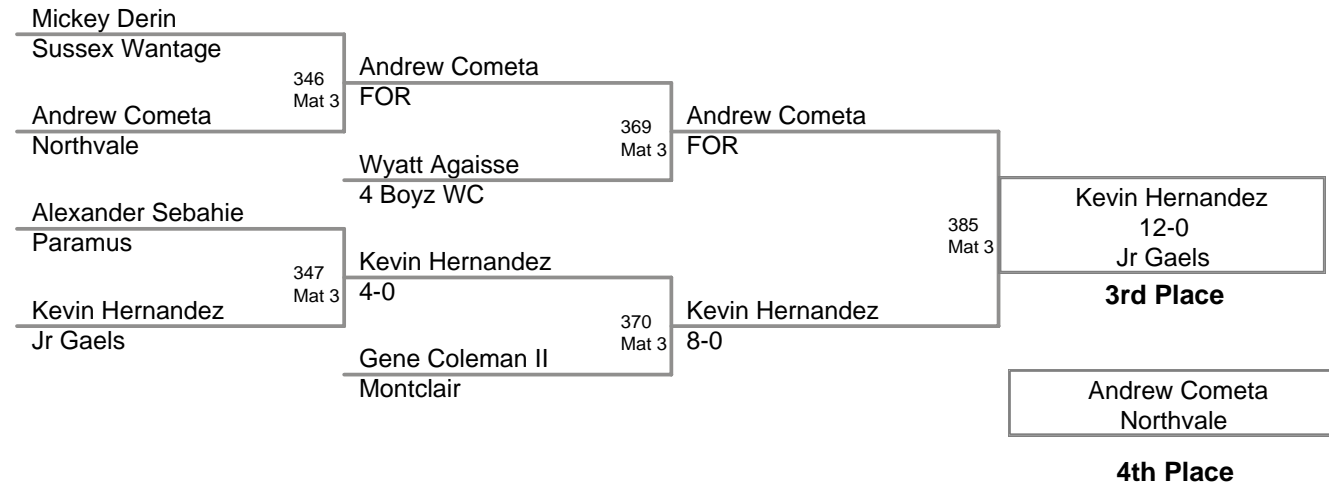 Mickey Derin
Sussex Wantage
346
Mat 3
Andrew Cometa
Northvale
Andrew Cometa
FOR
Wyatt Agaisse
4 Boyz WC
369
Mat 3
Andrew Cometa
FOR
Alexander Sebahie
Paramus
347
Mat 3
Kevin Hernandez
Jr Gaels
Kevin Hernandez
4-0
Gene Coleman II
Montclair
370
Mat 3
Kevin Hernandez
8-0
385
Mat 3
Kevin Hernandez
12-0
Jr Gaels
3rd Place
Andrew Cometa
Northvale
4th Place